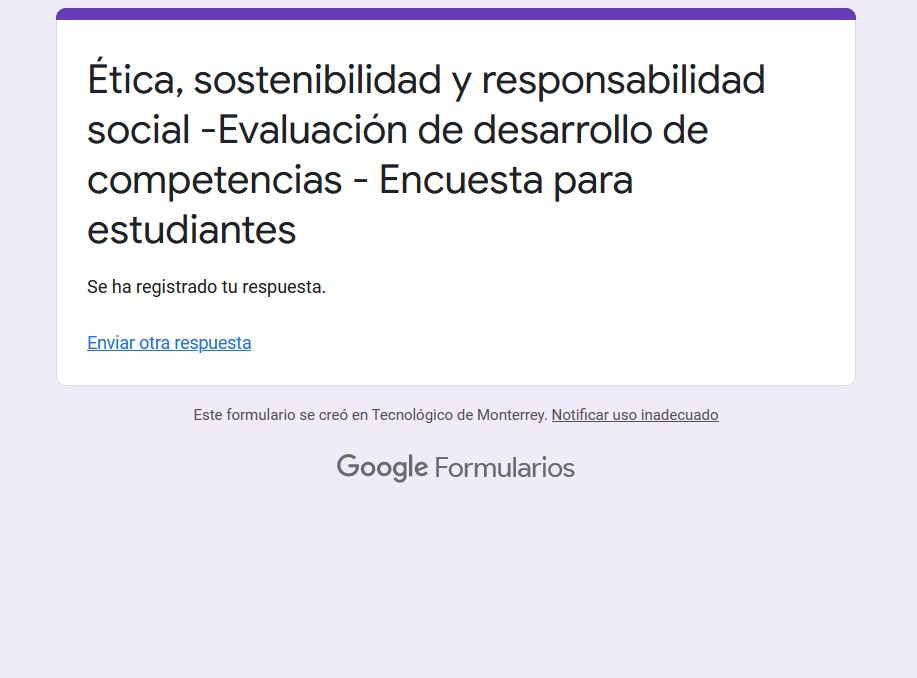 Ética, sostenibilidad y responsabilidad
social -Evaluación de desarrollo de
competencias - Encuesta para
estudiantes
Se ha registrado tu respuesta.
Enviar otra respuesta
Este formulario se creó en Tecnológico de Monterrey. Notificar uso inadecuado
Google Formularios